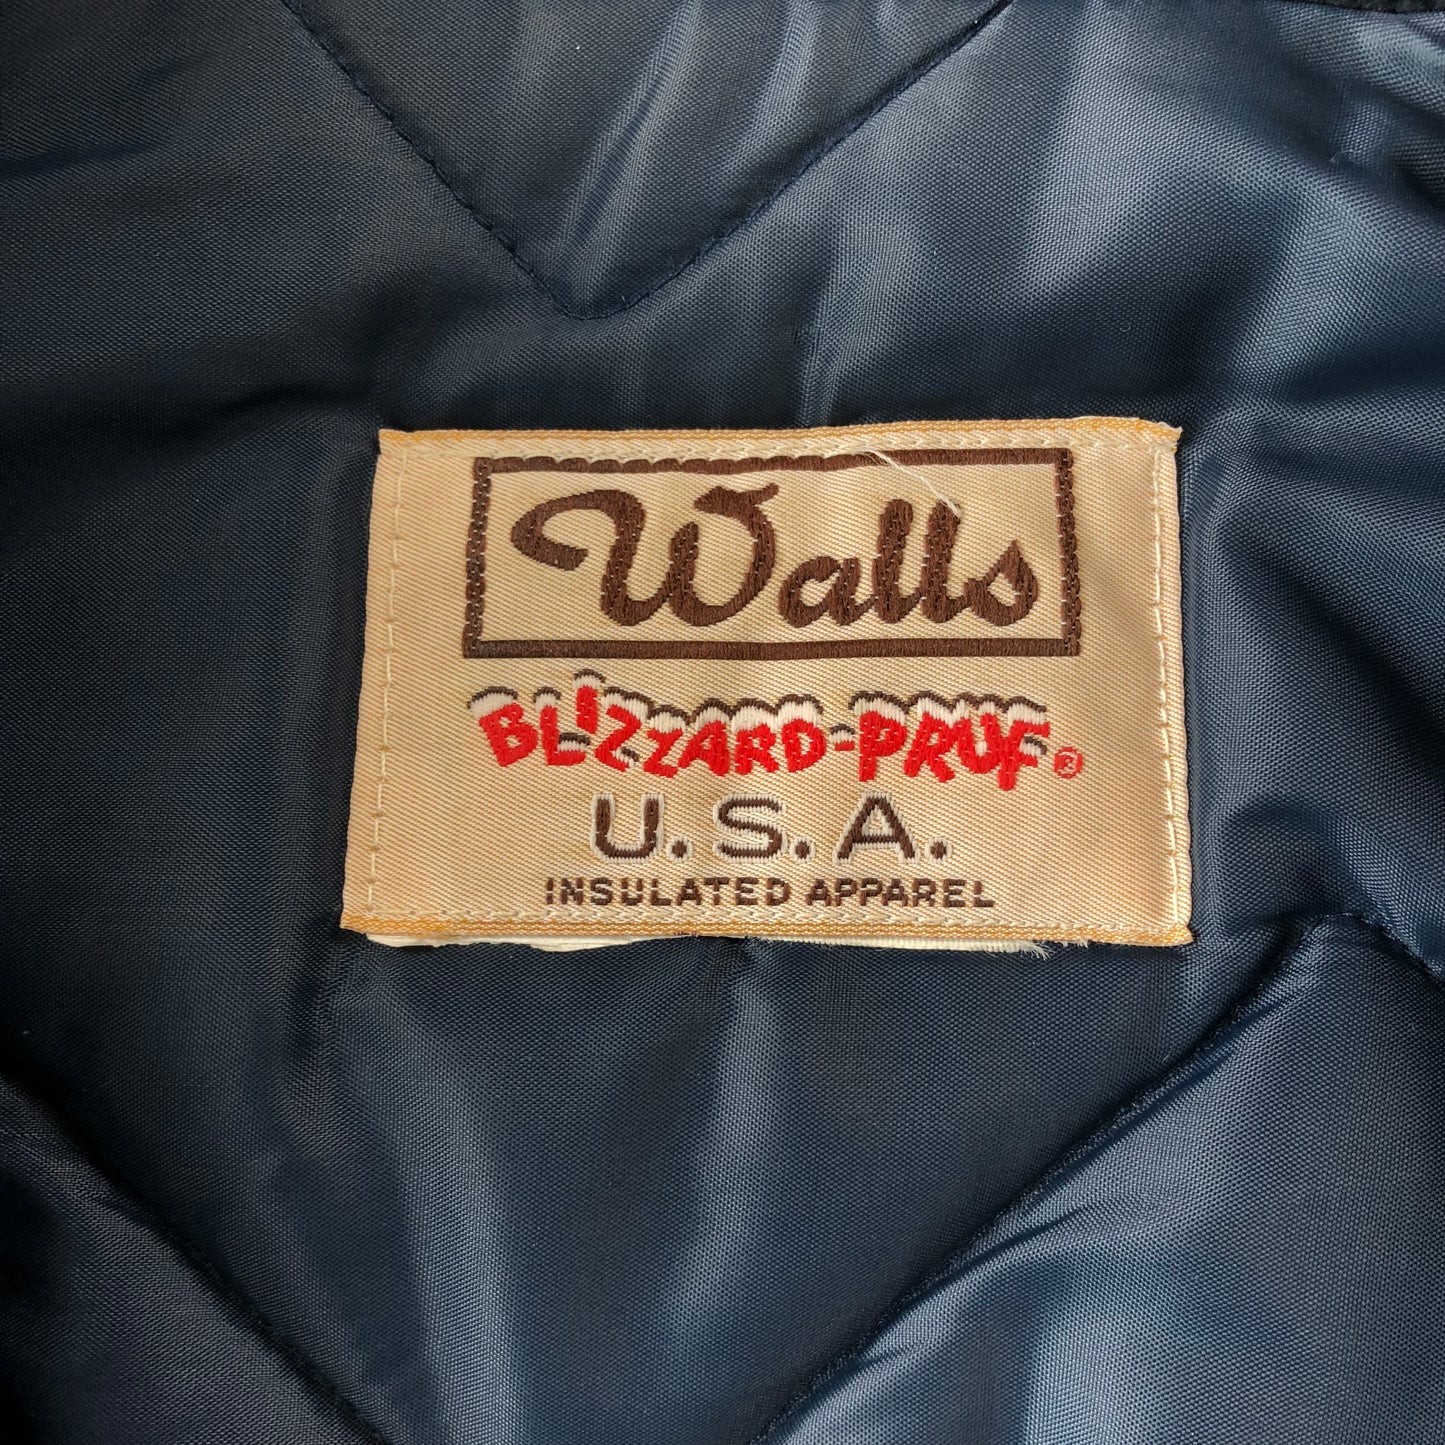 Walls
BLIZZARD-PRUF®
U.S.A.
INSULATED APPAREL